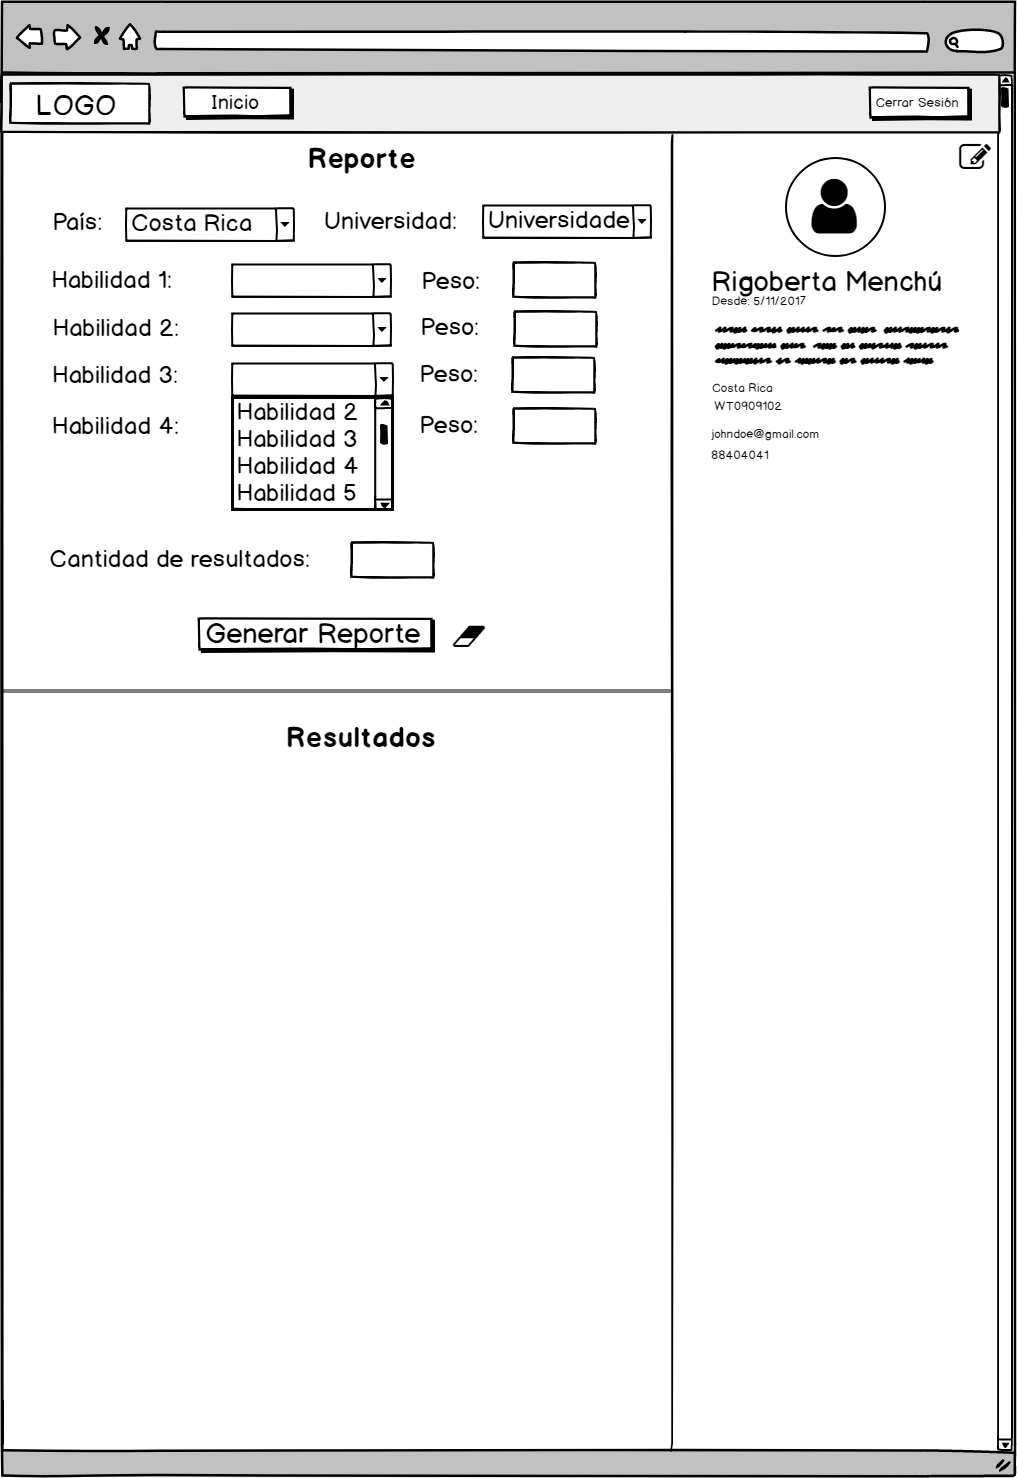 LOGO
Inicio
Cerrar Sesión
Reporte
País:
Costa Rica
Universidad:
Universidade
Habilidad 1:
Peso:
Habilidad 2:
Peso:
Habilidad 3:
Peso:
Habilidad 2
Habilidad 3
Habilidad 4
Habilidad 5
Habilidad 4:
Peso:
Cantidad de resultados:
Generar Reporte
Resultados
Rigoberta Menchú
Desde: 5/11/2017
Costa Rica
WT0909102
johndoe@gmail.com
88404041